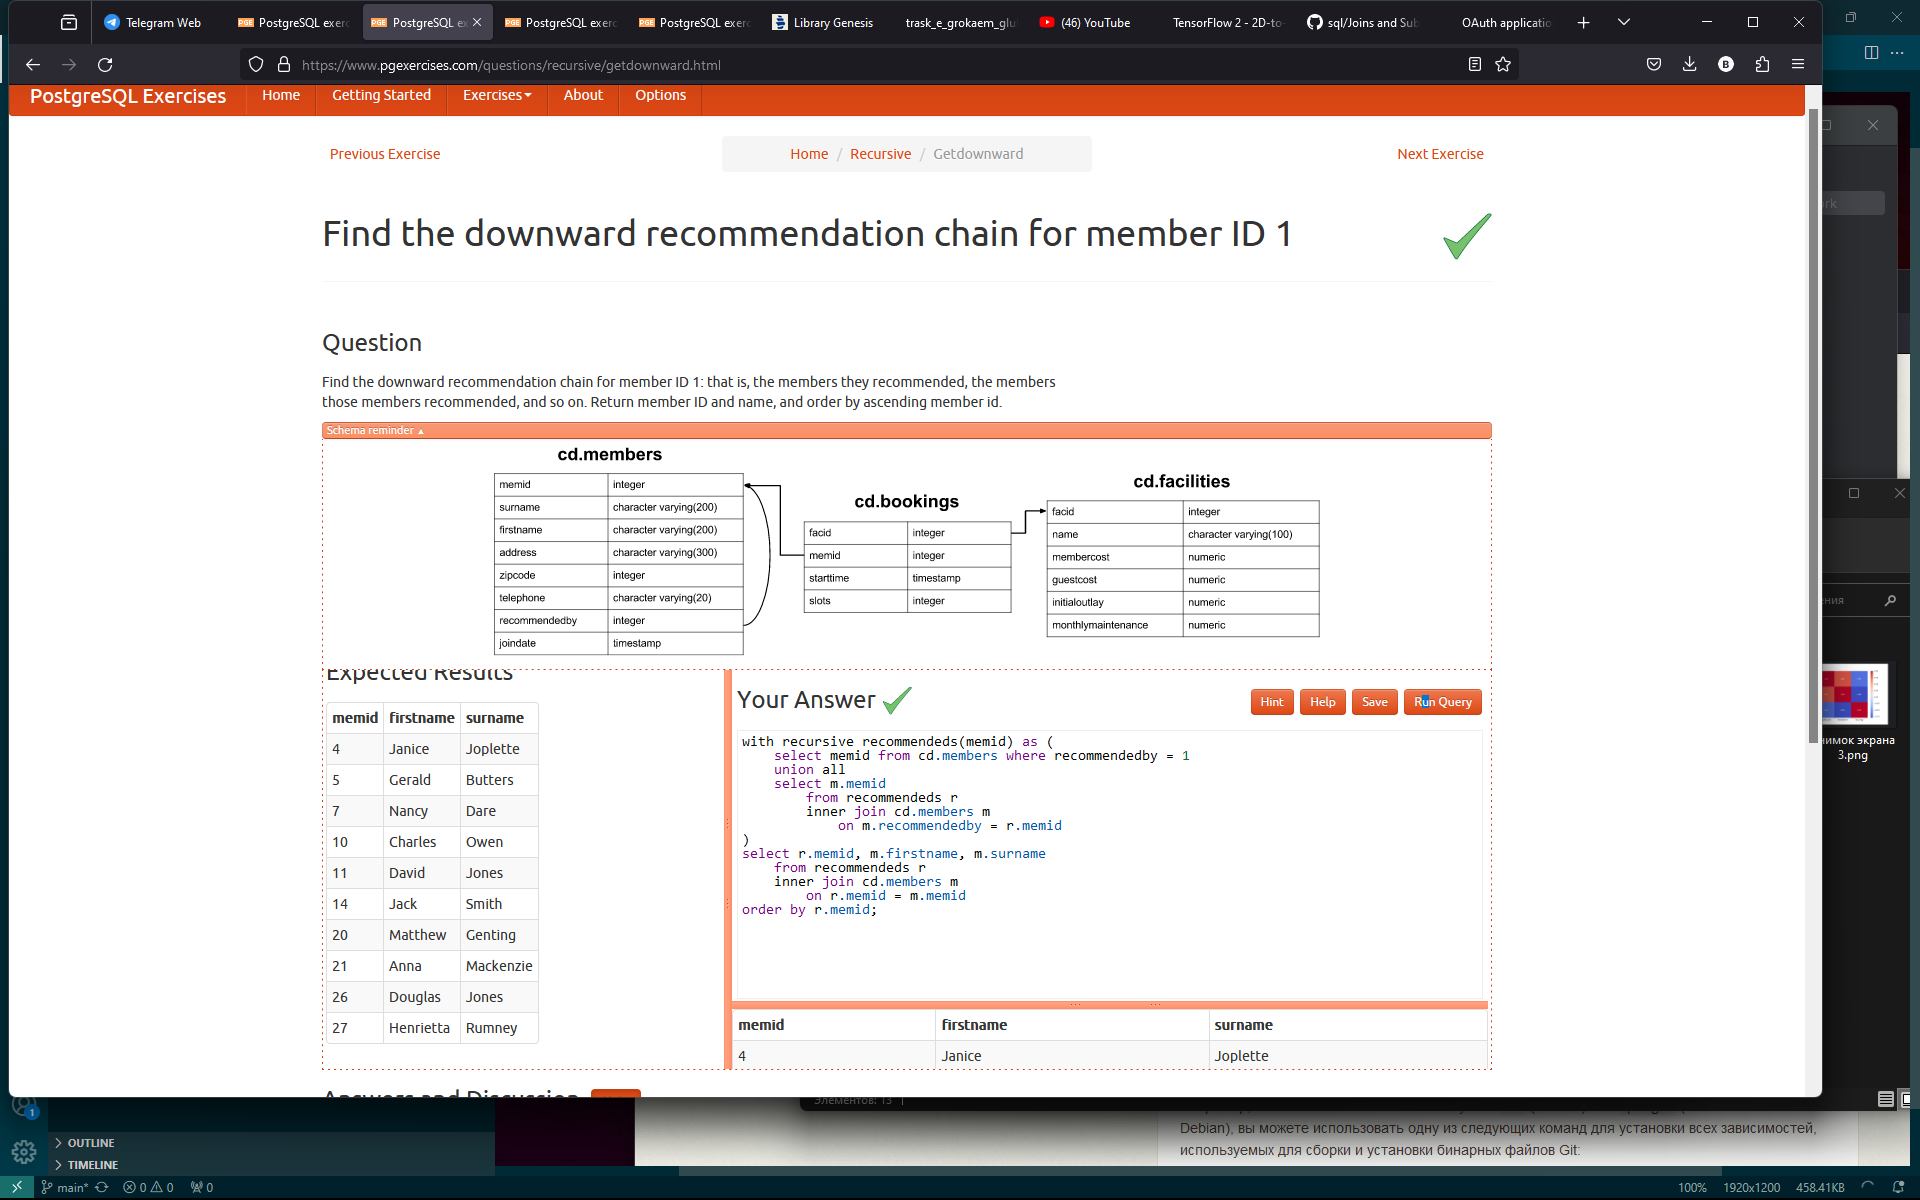 Telegram Web
PostgreSQL exerc
PostgreSQL ex
PostgreSQL exerc
PostgreSQL exerc
Library Genesis
trask_e_grokaem_glu
(46) YouTube
TensorFlow 2 - 2D-to-
sql/Joins and Sub
OAuth applicatio
https://www.pgexercises.com/questions/recursive/getdownward.html
PostgreSQL Exercises
Home
Getting Started
Exercises
About
Options
Previous Exercise
Home / Recursive / Getdownward
Next Exercise
Find the downward recommendation chain for member ID 1
Question
Find the downward recommendation chain for member ID 1: that is, the members they recommended, the members
those members recommended, and so on. Return member ID and name, and order by ascending member id.
Schema reminder
cd.members
memid integer
surname character varying(200)
firstname character varying(200)
address character varying(300)
zipcode integer
telephone character varying(20)
recommendedby integer
joindate timestamp
cd.bookings
facid integer
memid integer
starttime timestamp
slots integer
cd.facilities
facid integer
name character varying(100)
membercost numeric
guestcost numeric
initialoutlay numeric
monthlymaintenance numeric
Expected Results
memid firstname surname
4 Janice Joplette
5 Gerald Butters
7 Nancy Dare
10 Charles Owen
11 David Jones
14 Jack Smith
20 Matthew Genting
21 Anna Mackenzie
26 Douglas Jones
27 Henrietta Rumney
Your Answer
Hint
Help
Save
Run Query
with recursive recommendeds(memid) as (
select memid from cd.members where recommendedby = 1
union all
select m.memid
from recommendeds r
inner join cd.members m
on m.recommendedby = r.memid
)
select r.memid, m.firstname, m.surname
from recommendeds r
inner join cd.members m
on r.memid = m.memid
order by r.memid;
memid firstname surname
4 Janice Joplette
Answers and Discussion
ения
имок экрана
3.png
Элементов: 13
Debian), вы можете использовать одну из следующих команд для установки всех зависимостей,
используемых для сборки и установки бинарных файлов Git:
1
OUTLINE
TIMELINE
main*
0
0
0
100%
1920x1200
458.41KB